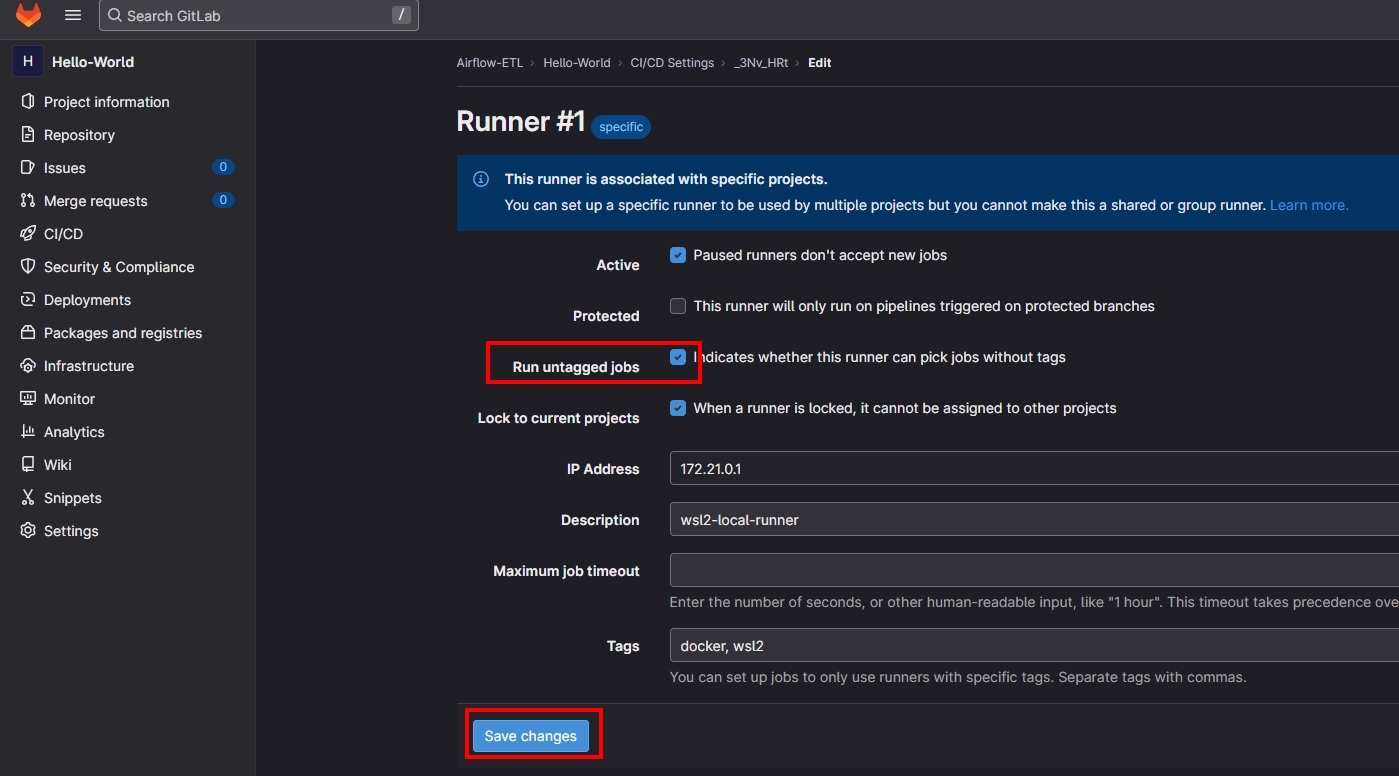 Search GitLab /
H Hello-World
Project information
Repository
Issues 0
Merge requests 0
CI/CD
Security & Compliance
Deployments
Packages and registries
Infrastructure
Monitor
Analytics
Wiki
Snippets
Settings
Airflow-ETL › Hello-World › CI/CD Settings › _3Nv_HRt › Edit
Runner #1 specific
This runner is associated with specific projects.
You can set up a specific runner to be used by multiple projects but you cannot make this a shared or group runner. Learn more.
Active Paused runners don't accept new jobs
Protected This runner will only run on pipelines triggered on protected branches
Run untagged jobs Indicates whether this runner can pick jobs without tags
Lock to current projects When a runner is locked, it cannot be assigned to other projects
IP Address 172.21.0.1
Description wsl2-local-runner
Maximum job timeout
Enter the number of seconds, or other human-readable input, like "1 hour". This timeout takes precedence ove
Tags docker, wsl2
You can set up jobs to only use runners with specific tags. Separate tags with commas.
Save changes